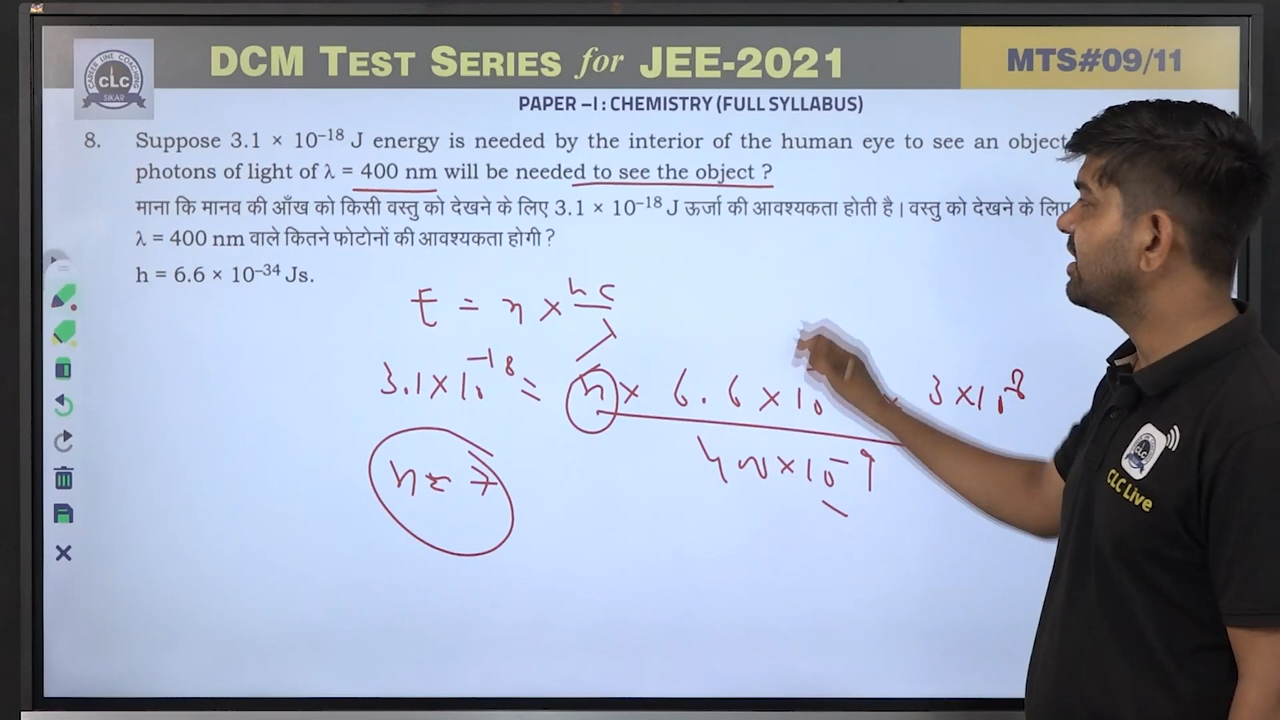 DCM TEST SERIES for JEE-2021
MTS#09/11
CAREER LINE COACHING
CLC
SIKAR
PAPER –I : CHEMISTRY (FULL SYLLABUS)
8. Suppose 3.1 × 10⁻¹⁸ J energy is needed by the interior of the human eye to see an object
photons of light of λ = 400 nm will be needed to see the object ?
माना कि मानव की आँख को किसी वस्तु को देखने के लिए 3.1 × 10⁻¹⁸ J ऊर्जा की आवश्यकता होती है। वस्तु को देखने के लिए
λ = 400 nm वाले कितने फोटोनों की आवश्यकता होगी ?
h = 6.6 × 10⁻³⁴ Js.
E = n × hc
λ
3.1 × 10⁻¹⁸ = n × 6.6 × 10 × 3 × 10⁸
400 × 10⁻⁹
n = 7
CLC Live